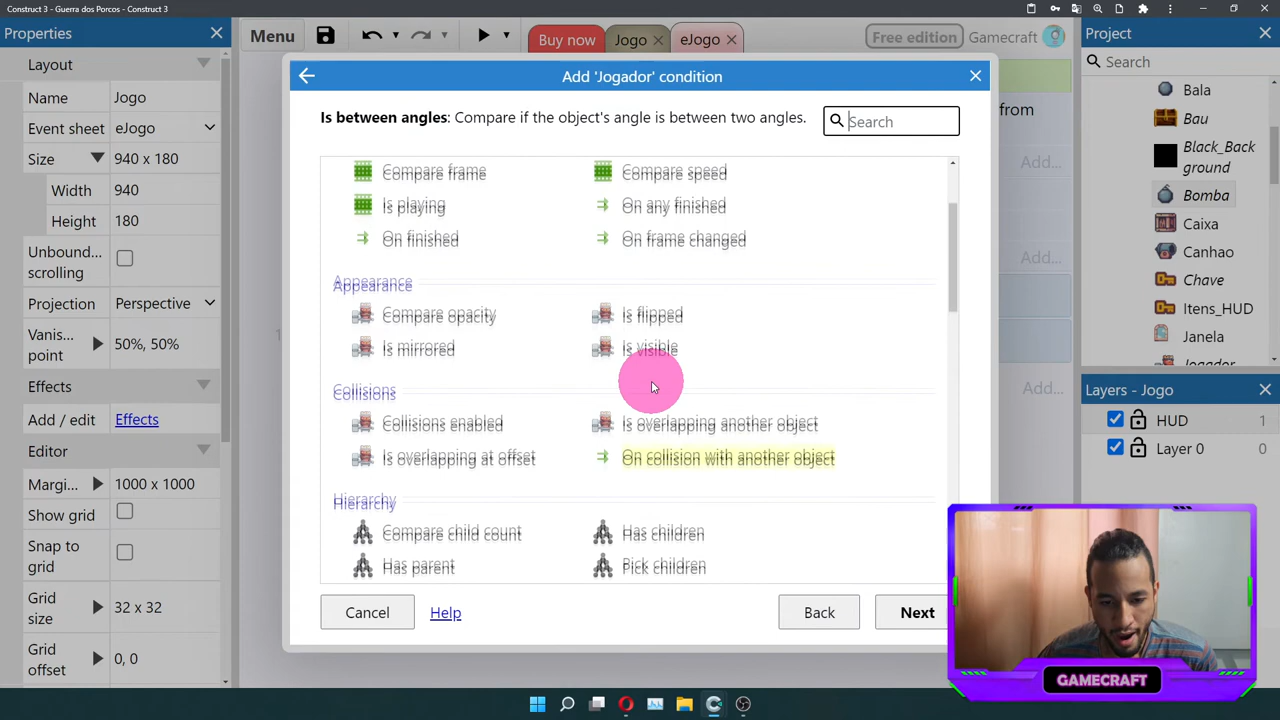 Construct 3 - Guerra dos Porcos - Construct 3
Properties
Menu
Buy now
Jogo
eJogo
Free edition
Gamecraft
Project
Layout
Name
Jogo
Event sheet
eJogo
Size
940 x 180
Width
940
Height
180
Unbound... scrolling
Projection
Perspective
Vanis... point
50%, 50%
Effects
Add / edit
Effects
Editor
Margi...
1000 x 1000
Show grid
Snap to grid
Grid size
32 x 32
Grid offset
0, 0
Add 'Jogador' condition
Is between angles: Compare if the object's angle is between two angles.
Search
Compare frame
Compare speed
Is playing
On any finished
On finished
On frame changed
Appearance
Compare opacity
Is flipped
Is mirrored
Is visible
Collisions
Collisions enabled
Is overlapping another object
Is overlapping at offset
On collision with another object
Hierarchy
Compare child count
Has children
Has parent
Pick children
Cancel
Help
Back
Next
from
Add...
Add...
Add...
1
Search
Bala
Bau
Black_Back
ground
Bomba
Caixa
Canhao
Chave
Itens_HUD
Janela
Jogador
Layers - Jogo
HUD
1
Layer 0
0
GAMECRAFT